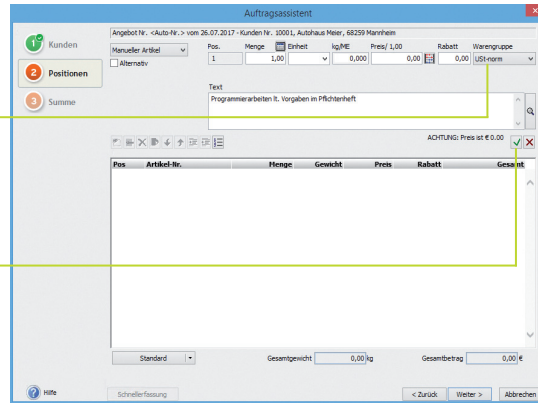 Auftragsassistent
Angebot Nr. <Auto-Nr.> vom 26.07.2017 - Kunden Nr. 10001, Autohaus Meier, 68259 Mannheim
1 Kunden
2 Positionen
3 Summe
Manueller Artikel
Alternativ
Pos. Menge Einheit kg/ME Preis/ 1,00 Rabatt Warengruppe
1 1,00 0,000 0,00 0,00 USt-norm
Text
Programmierarbeiten lt. Vorgaben im Pflichtenheft
ACHTUNG: Preis ist € 0.00
Pos Artikel-Nr. Menge Gewicht Preis Rabatt Gesamt
Standard Gesamtgewicht 0,00 kg Gesamtbetrag 0,00 €
Hilfe Schnellerfassung < Zurück Weiter > Abbrechen